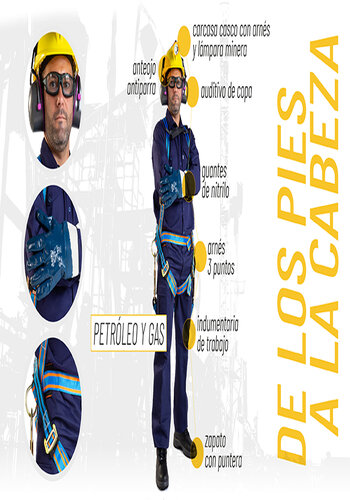 carcasa casco con arnés
y lámpara minera
anteojo
antiparra
auditivo de copa
guantes
de nitrilo
arnés
3 puntos
PETRÓLEO Y GAS
indumentaria
de trabajo
zapato
con puntera
DE LOS PIES
A LA CABEZA